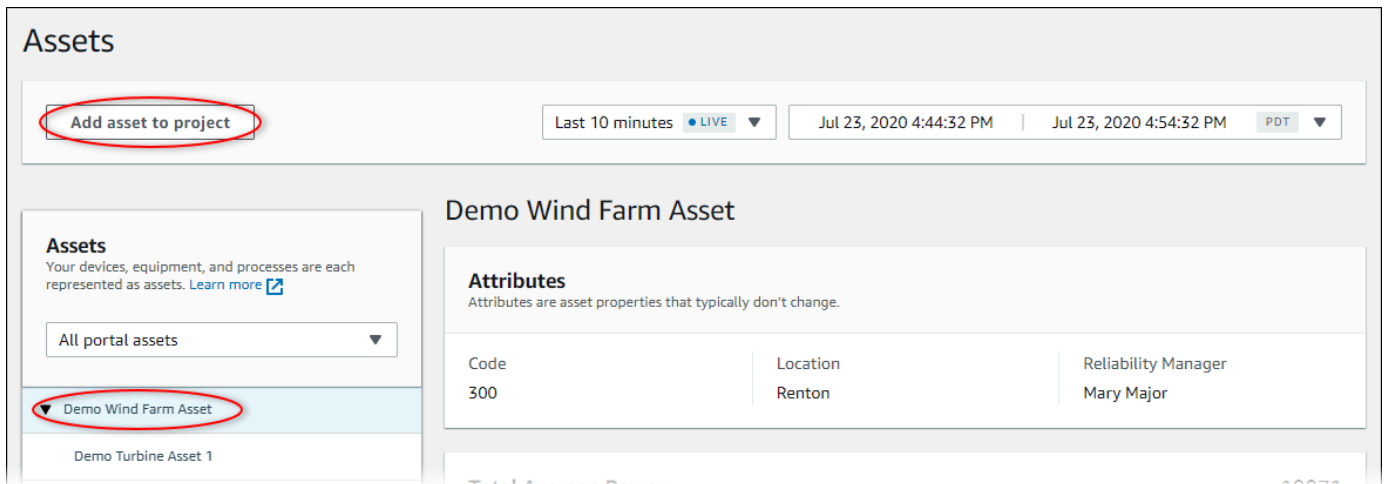 Assets
Add asset to project
Last 10 minutes ● LIVE ▼
Jul 23, 2020 4:44:32 PM | Jul 23, 2020 4:54:32 PM PDT ▼
Assets
Your devices, equipment, and processes are each
represented as assets. Learn more
All portal assets ▼
▼ Demo Wind Farm Asset
Demo Turbine Asset 1
Demo Wind Farm Asset
Attributes
Attributes are asset properties that typically don't change.
Code
300
Location
Renton
Reliability Manager
Mary Major